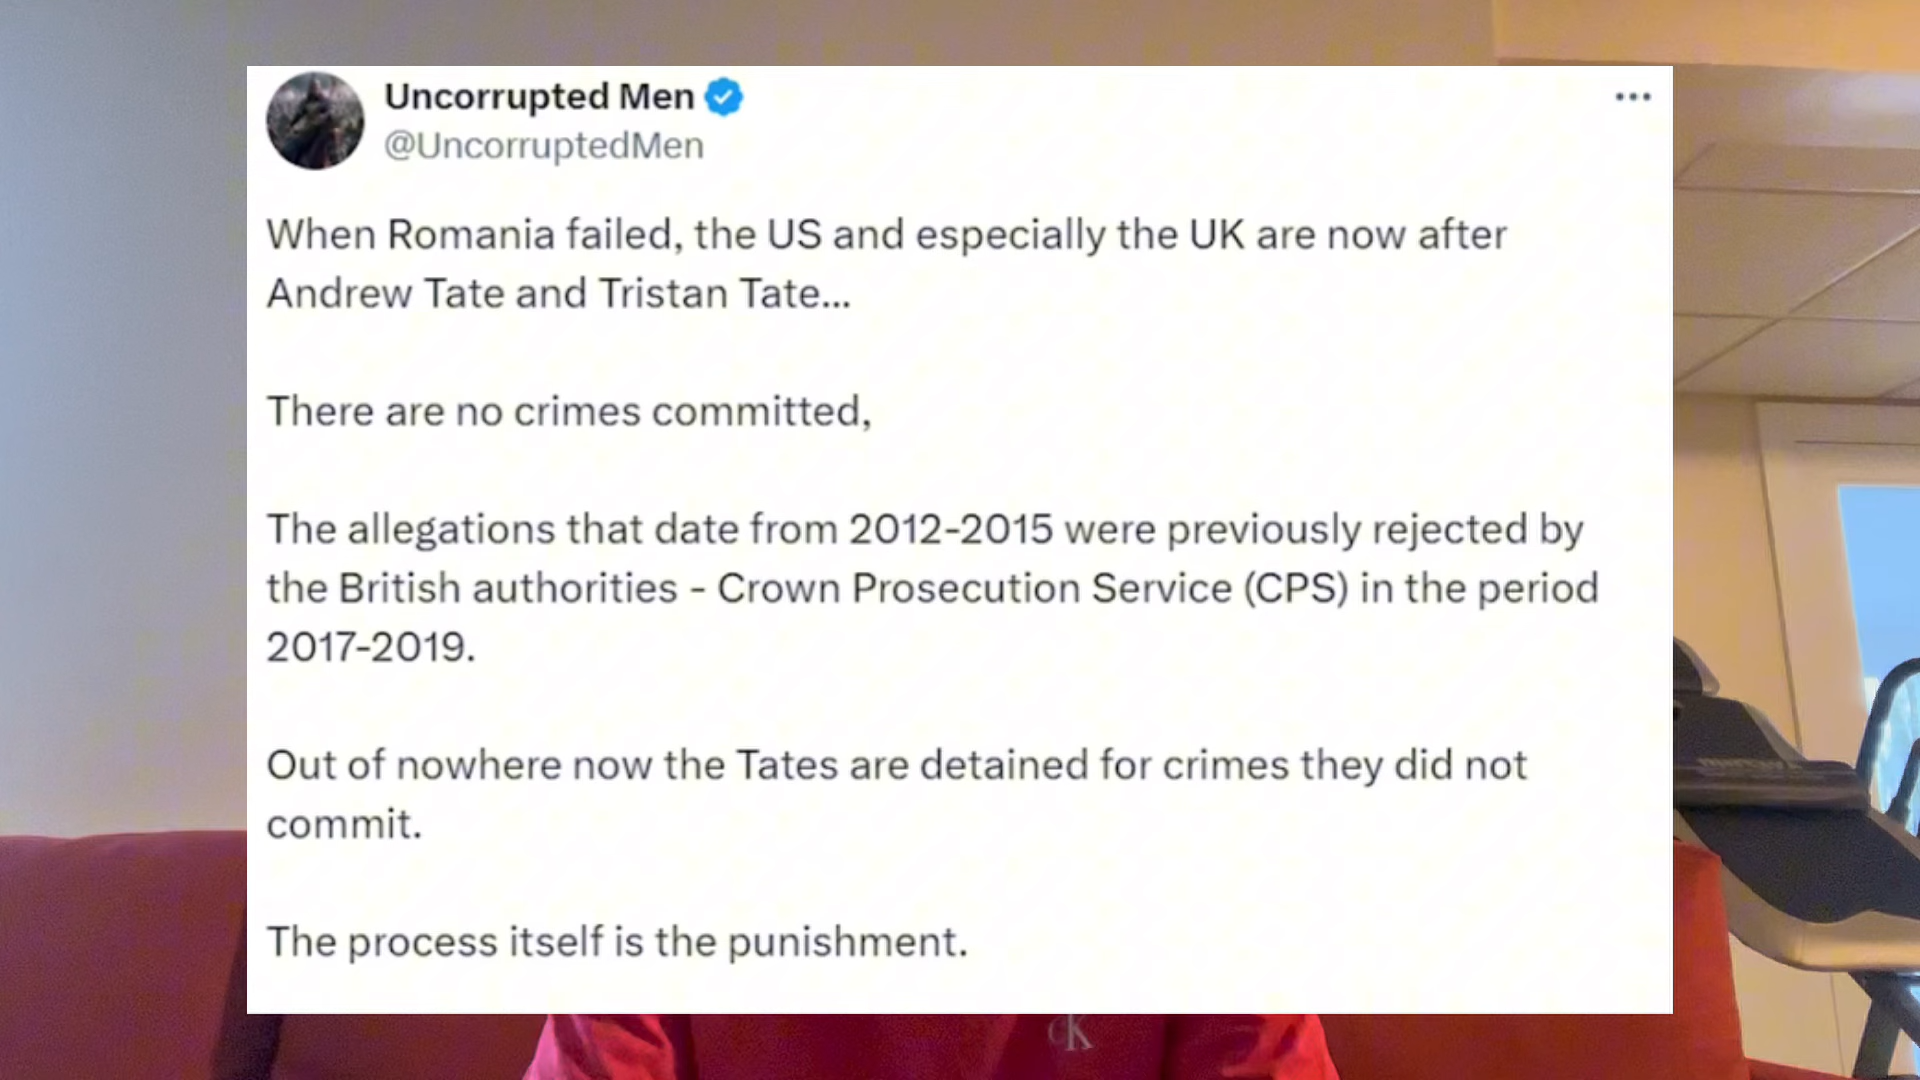 Uncorrupted Men
@UncorruptedMen
When Romania failed, the US and especially the UK are now after
Andrew Tate and Tristan Tate...
There are no crimes committed,
The allegations that date from 2012-2015 were previously rejected by
the British authorities - Crown Prosecution Service (CPS) in the period
2017-2019.
Out of nowhere now the Tates are detained for crimes they did not
commit.
The process itself is the punishment.
CK